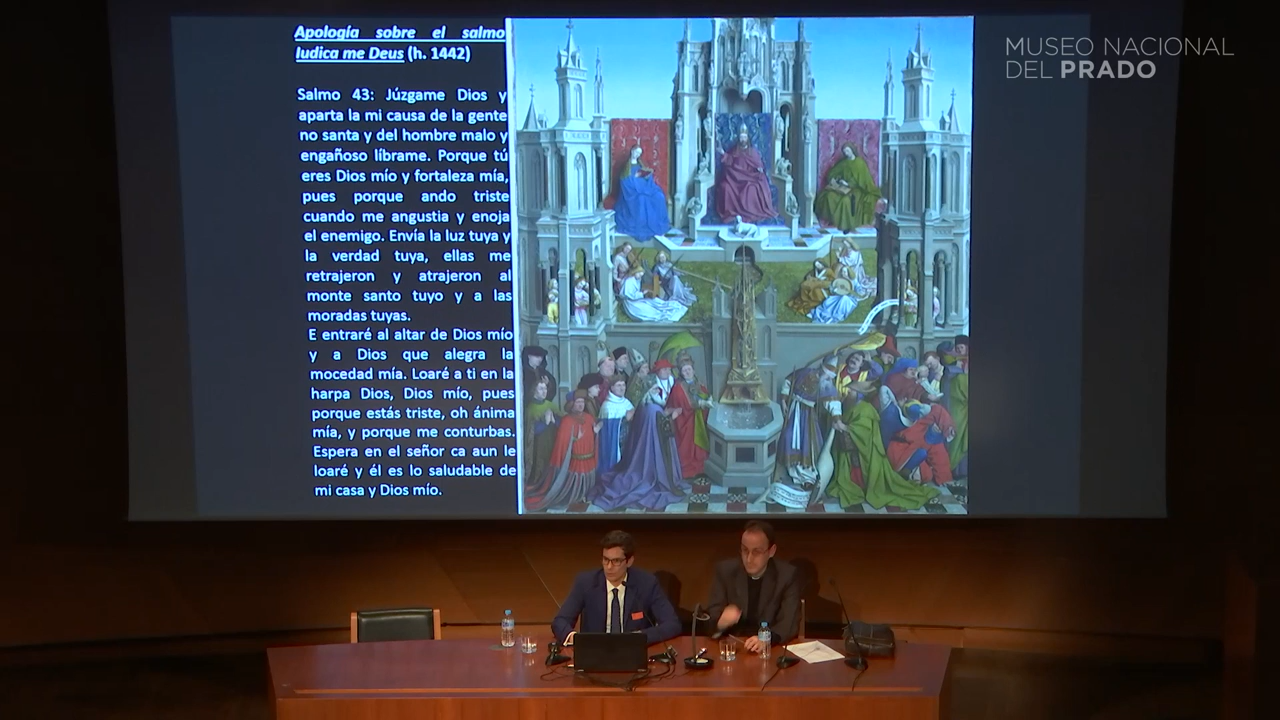 Apología sobre el salmo
Iudica me Deus (h. 1442)
Salmo 43: Júzgame Dios y
aparta la mi causa de la gente
no santa y del hombre malo y
engañoso líbrame. Porque tú
eres Dios mío y fortaleza mía,
pues porque ando triste
cuando me angustia y enoja
el enemigo. Envía la luz tuya y
la verdad tuya, ellas me
retrajeron y atrajeron al
monte santo tuyo y a las
moradas tuyas.
E entraré al altar de Dios mío
y a Dios que alegra la
mocedad mía. Loaré a ti en la
harpa Dios, Dios mío, pues
porque estás triste, oh ánima
mía, y porque me conturbas.
Espera en el señor ca aun le
loaré y él es lo saludable de
mi casa y Dios mío.
MUSEO NACIONAL
DEL PRADO